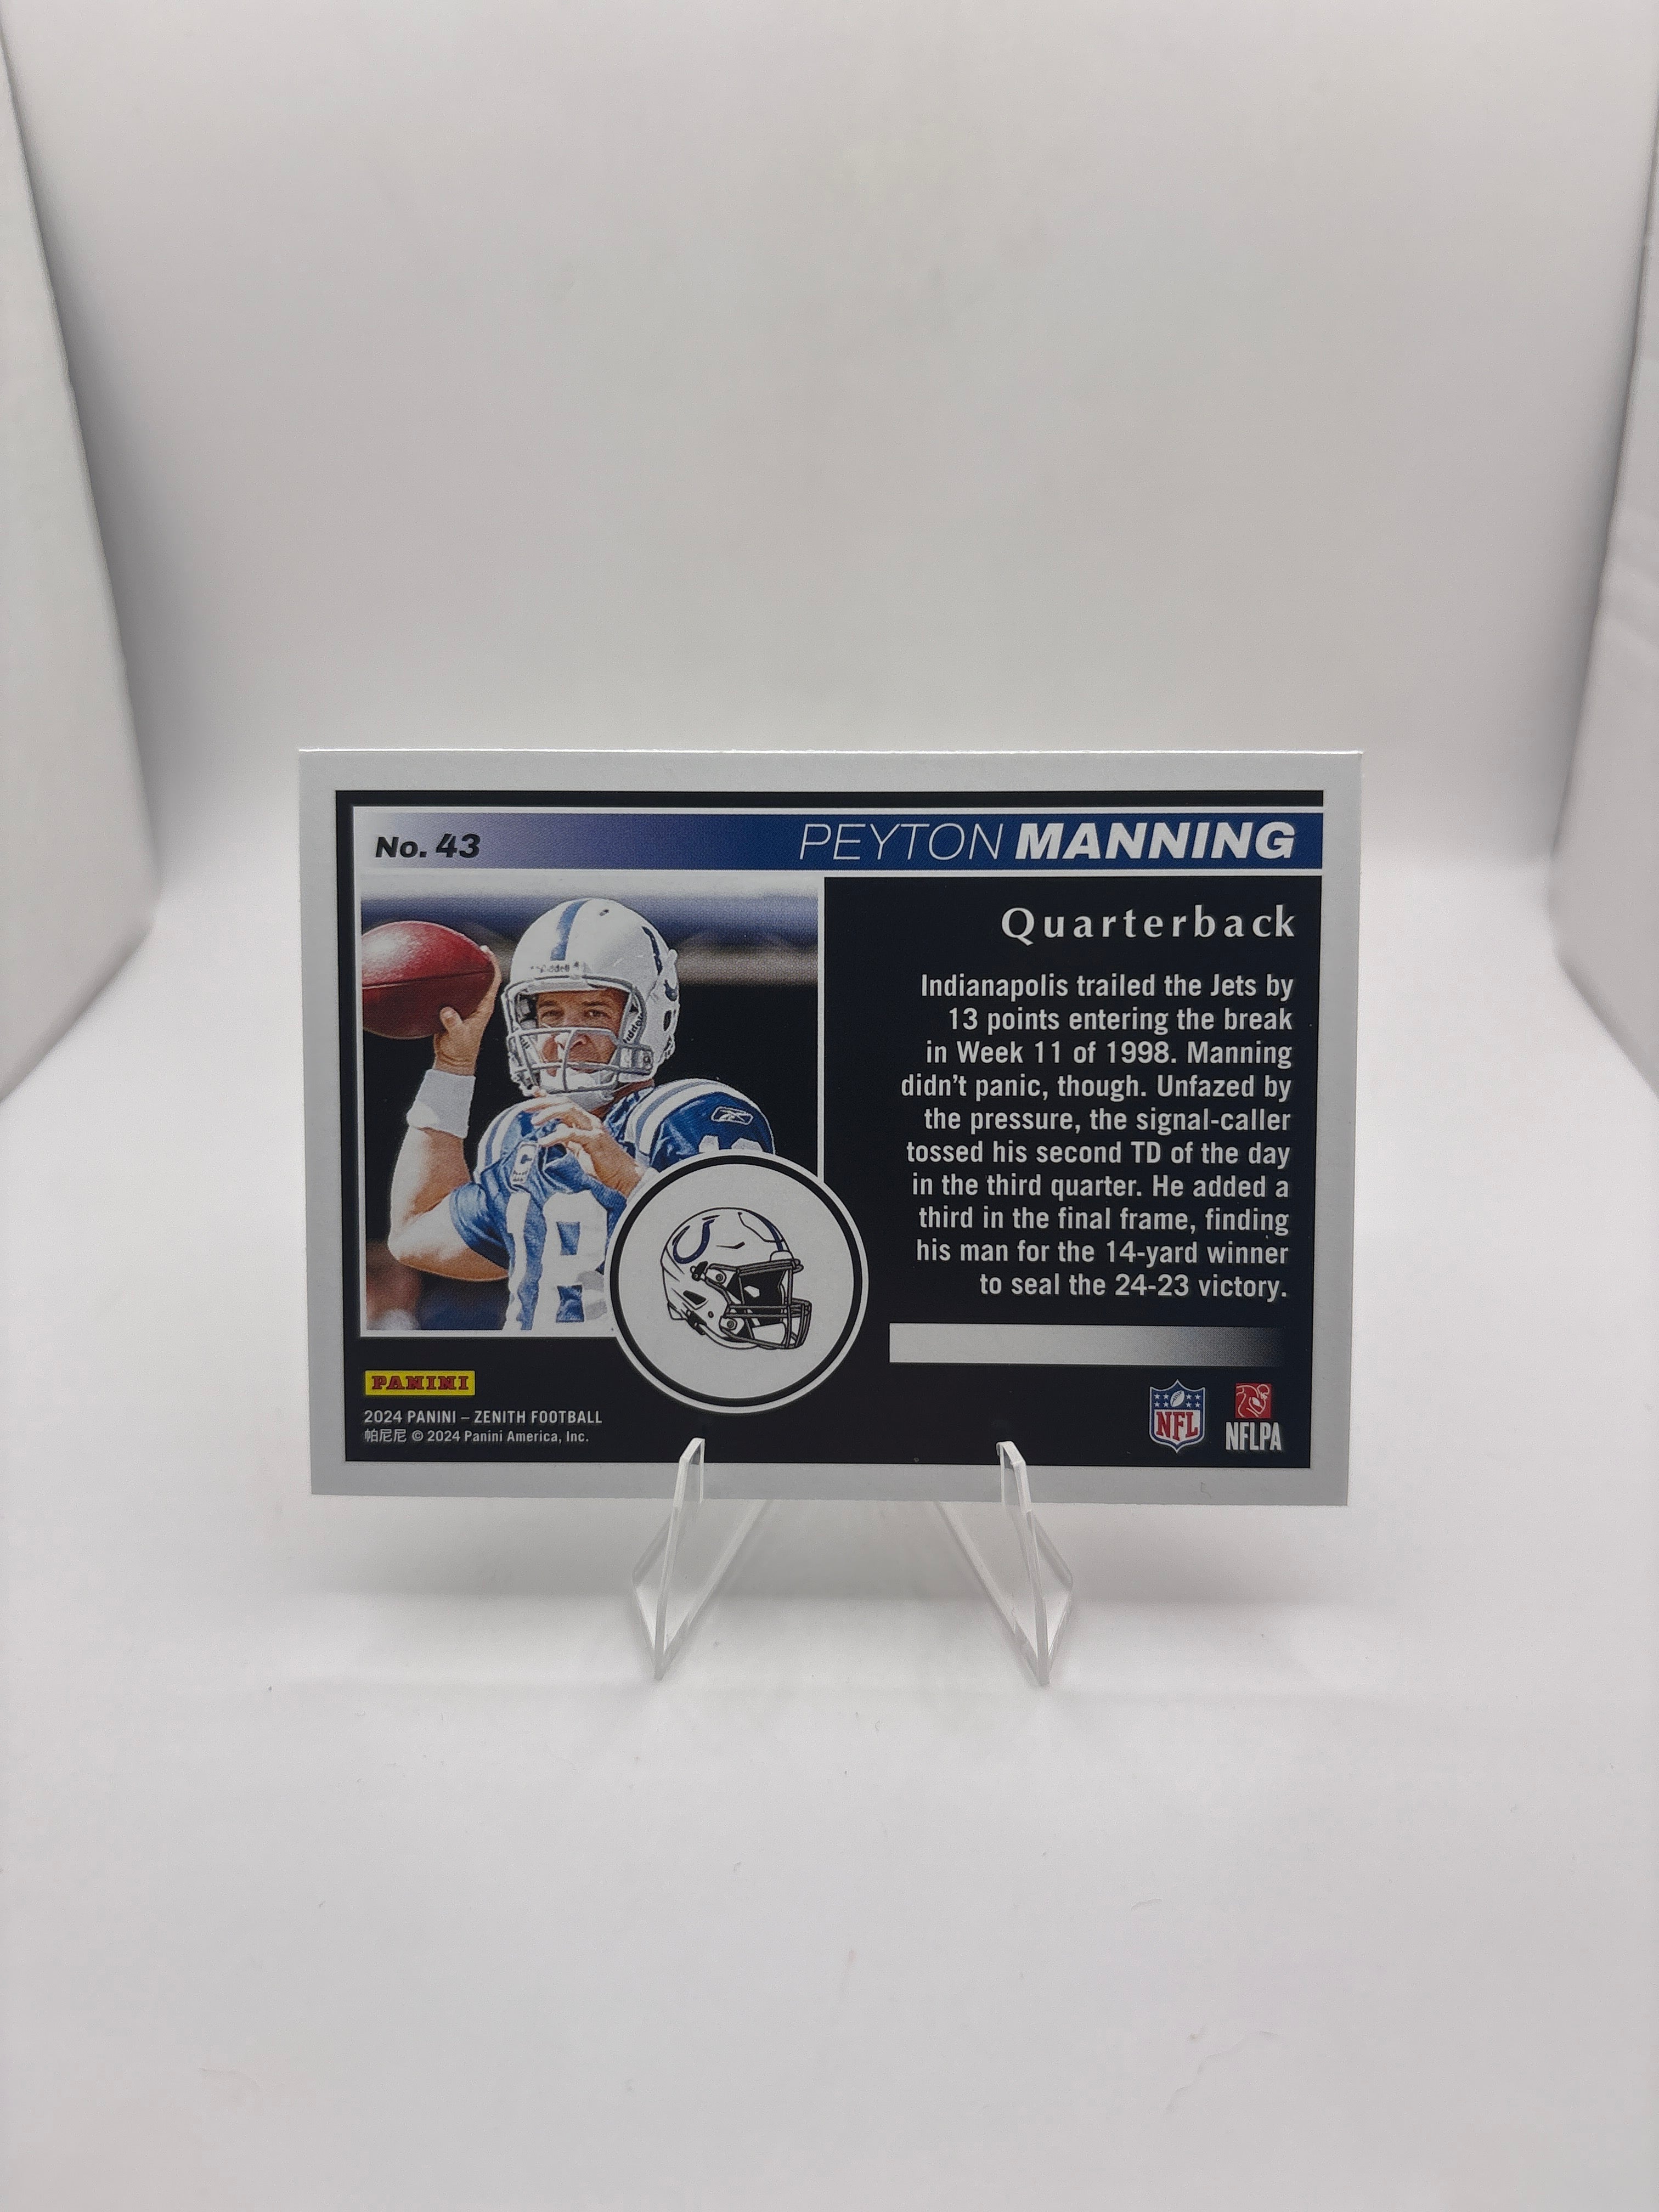 No. 43
PEYTON MANNING
Quarterback
Indianapolis trailed the Jets by
13 points entering the break
in Week 11 of 1998. Manning
didn't panic, though. Unfazed by
the pressure, the signal-caller
tossed his second TD of the day
in the third quarter. He added a
third in the final frame, finding
his man for the 14-yard winner
to seal the 24-23 victory.
18
PANINI
2024 PANINI – ZENITH FOOTBALL
帕尼尼 © 2024 Panini America, Inc.
NFL
NFLPA